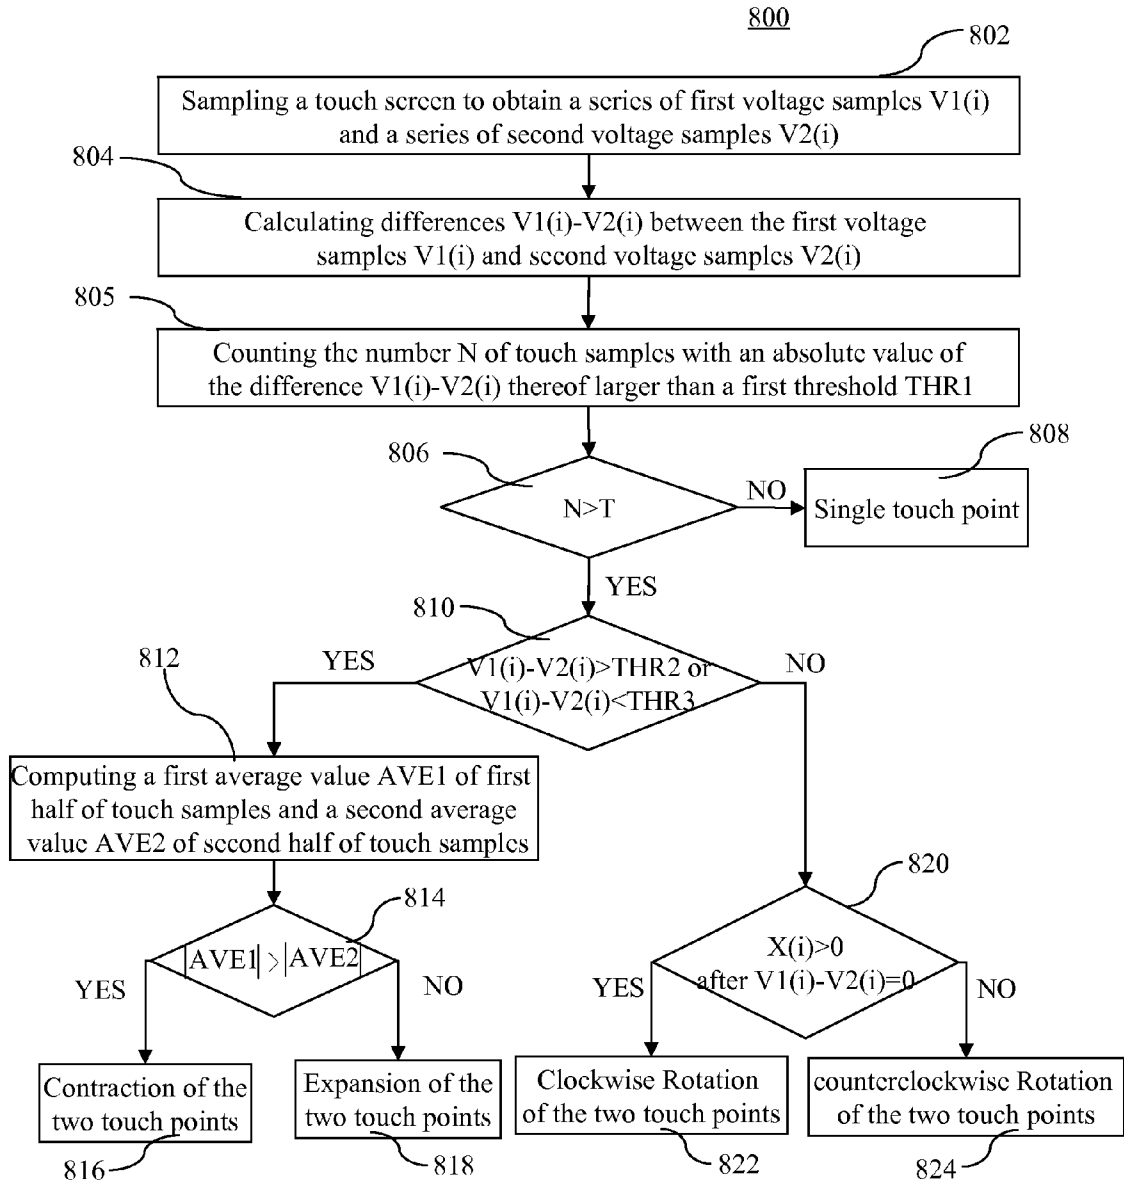 800
802
Sampling a touch screen to obtain a series of first voltage samples V1(i)
and a series of second voltage samples V2(i)
804
Calculating differences V1(i)-V2(i) between the first voltage
samples V1(i) and second voltage samples V2(i)
805
Counting the number N of touch samples with an absolute value of
the difference V1(i)-V2(i) thereof larger than a first threshold THR1
806
N>T
NO
808
Single touch point
YES
810
V1(i)-V2(i)>THR2 or
V1(i)-V2(i)<THR3
YES
NO
812
Computing a first average value AVE1 of first
half of touch samples and a second average
value AVE2 of second half of touch samples
814
|AVE1|>|AVE2|
YES
NO
820
X(i)>0
after V1(i)-V2(i)=0
YES
NO
Contraction of the
two touch points
816
Expansion of the
two touch points
818
Clockwise Rotation
of the two touch points
822
counterclockwise Rotation
of the two touch points
824